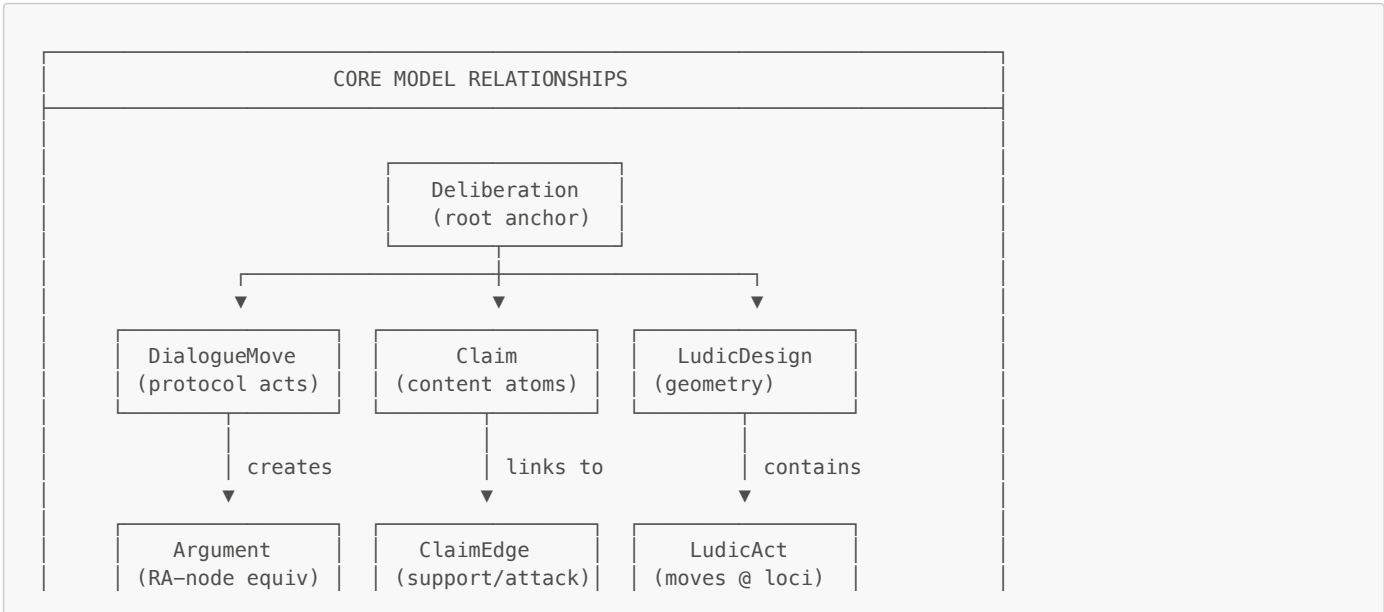 CORE MODEL RELATIONSHIPS
Deliberation
(root anchor)
DialogueMove Claim LudicDesign
(protocol acts) (content atoms) (geometry)
creates links to contains
Argument ClaimEdge LudicAct
(RA-node equiv) (support/attack) (moves @ loci)